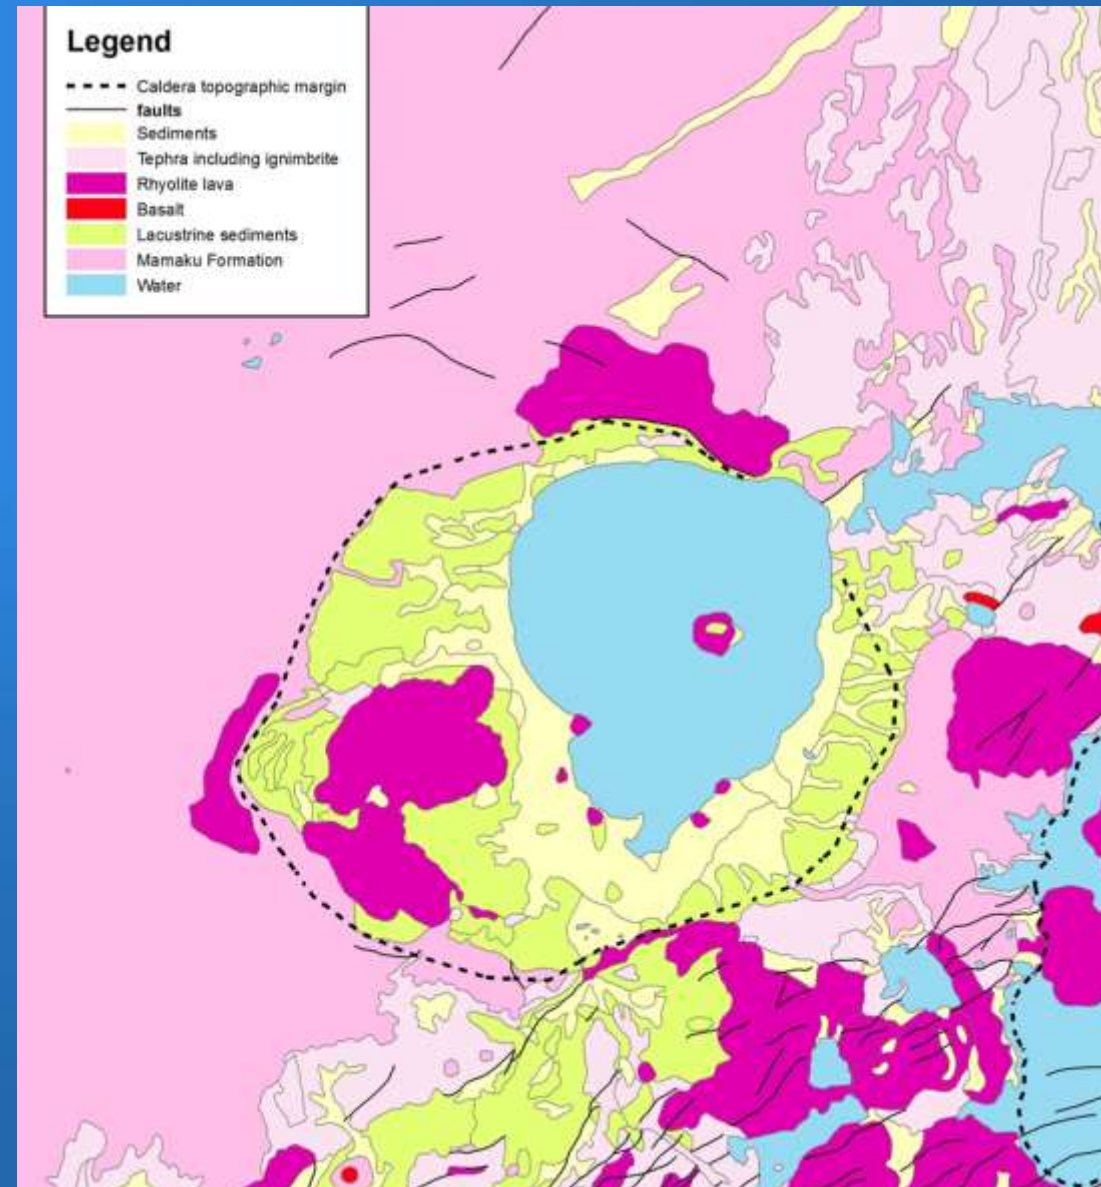 Legend
Caldera topographic margin
faults
Sediments
Tephra including ignimbrite
Rhyolite lava
Basalt
Lacustrine sediments
Mamaku Formation
Water